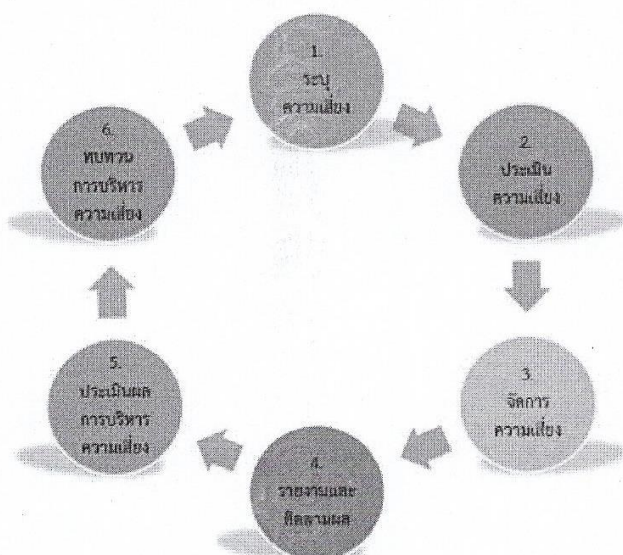 1.
ระบุ
ความเสี่ยง
2.
ประเมิน
ความเสี่ยง
3.
จัดการ
ความเสี่ยง
4.
รายงานและ
ติดตามผล
5.
ประเมินผล
การบริหาร
ความเสี่ยง
6.
ทบทวน
การบริหาร
ความเสี่ยง